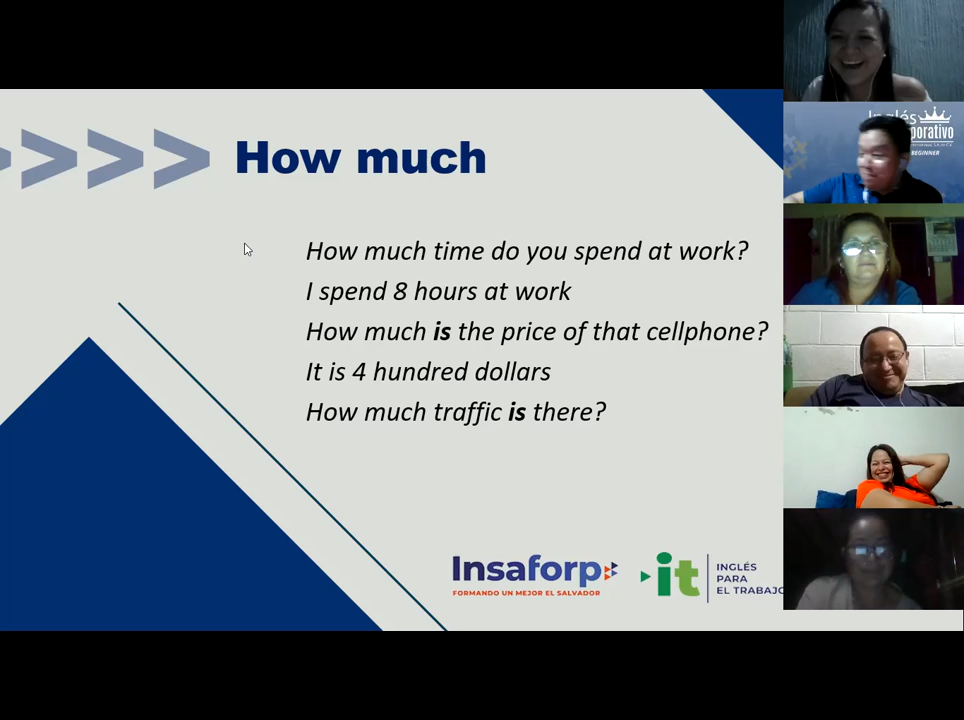 How much
How much time do you spend at work?
I spend 8 hours at work
How much is the price of that cellphone?
It is 4 hundred dollars
How much traffic is there?
Insaforp
FORMANDO UN MEJOR EL SALVADOR
it
INGLÉS
PARA
EL TRABAJO
BEGINNER